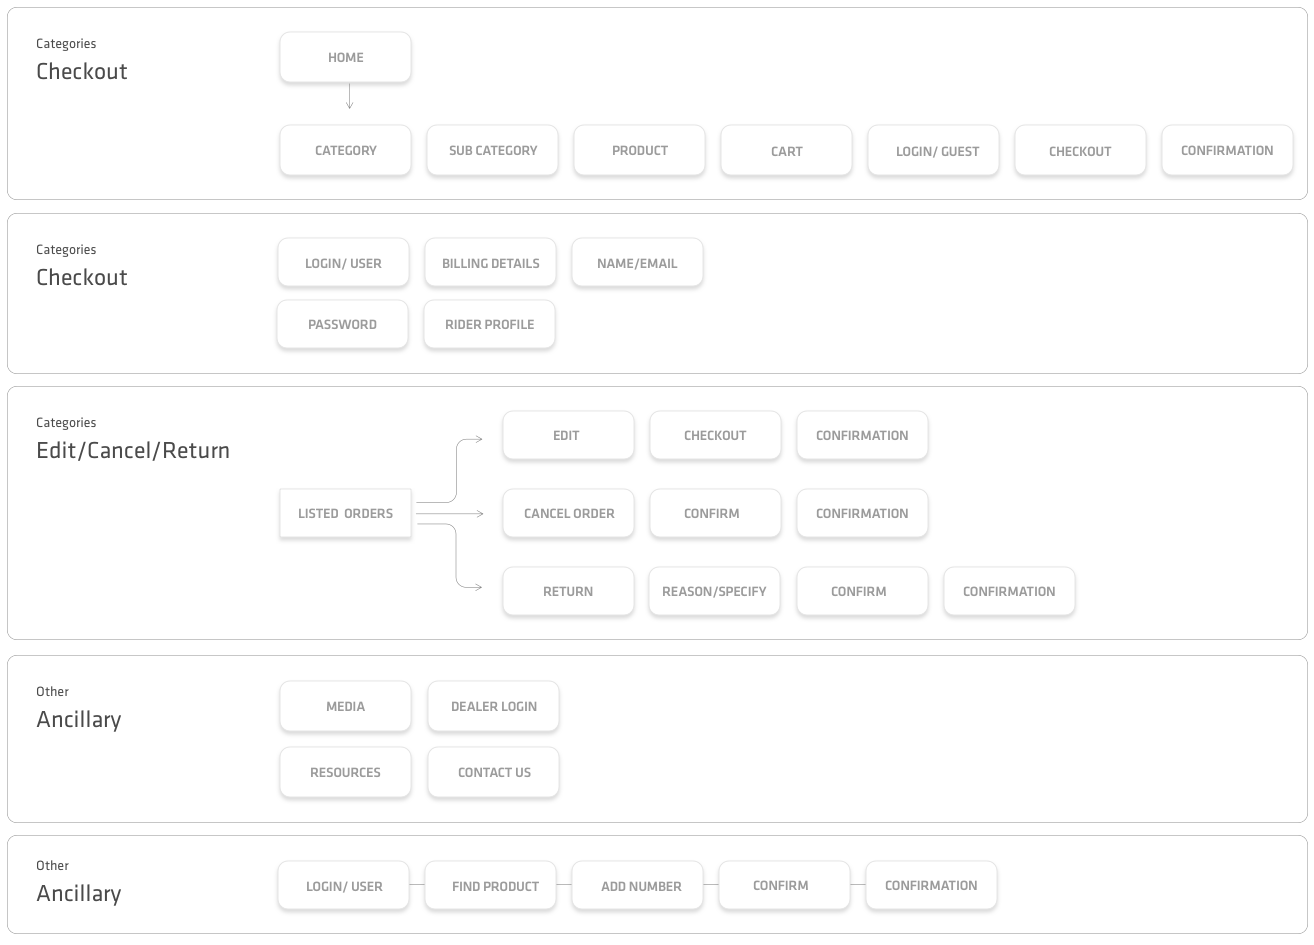 Categories
Checkout
HOME
CATEGORY
SUB CATEGORY
PRODUCT
CART
LOGIN/ GUEST
CHECKOUT
CONFIRMATION
Categories
Checkout
LOGIN/ USER
BILLING DETAILS
NAME/EMAIL
PASSWORD
RIDER PROFILE
Categories
Edit/Cancel/Return
LISTED ORDERS
EDIT
CHECKOUT
CONFIRMATION
CANCEL ORDER
CONFIRM
CONFIRMATION
RETURN
REASON/SPECIFY
CONFIRM
CONFIRMATION
Other
Ancillary
MEDIA
DEALER LOGIN
RESOURCES
CONTACT US
Other
Ancillary
LOGIN/ USER
FIND PRODUCT
ADD NUMBER
CONFIRM
CONFIRMATION